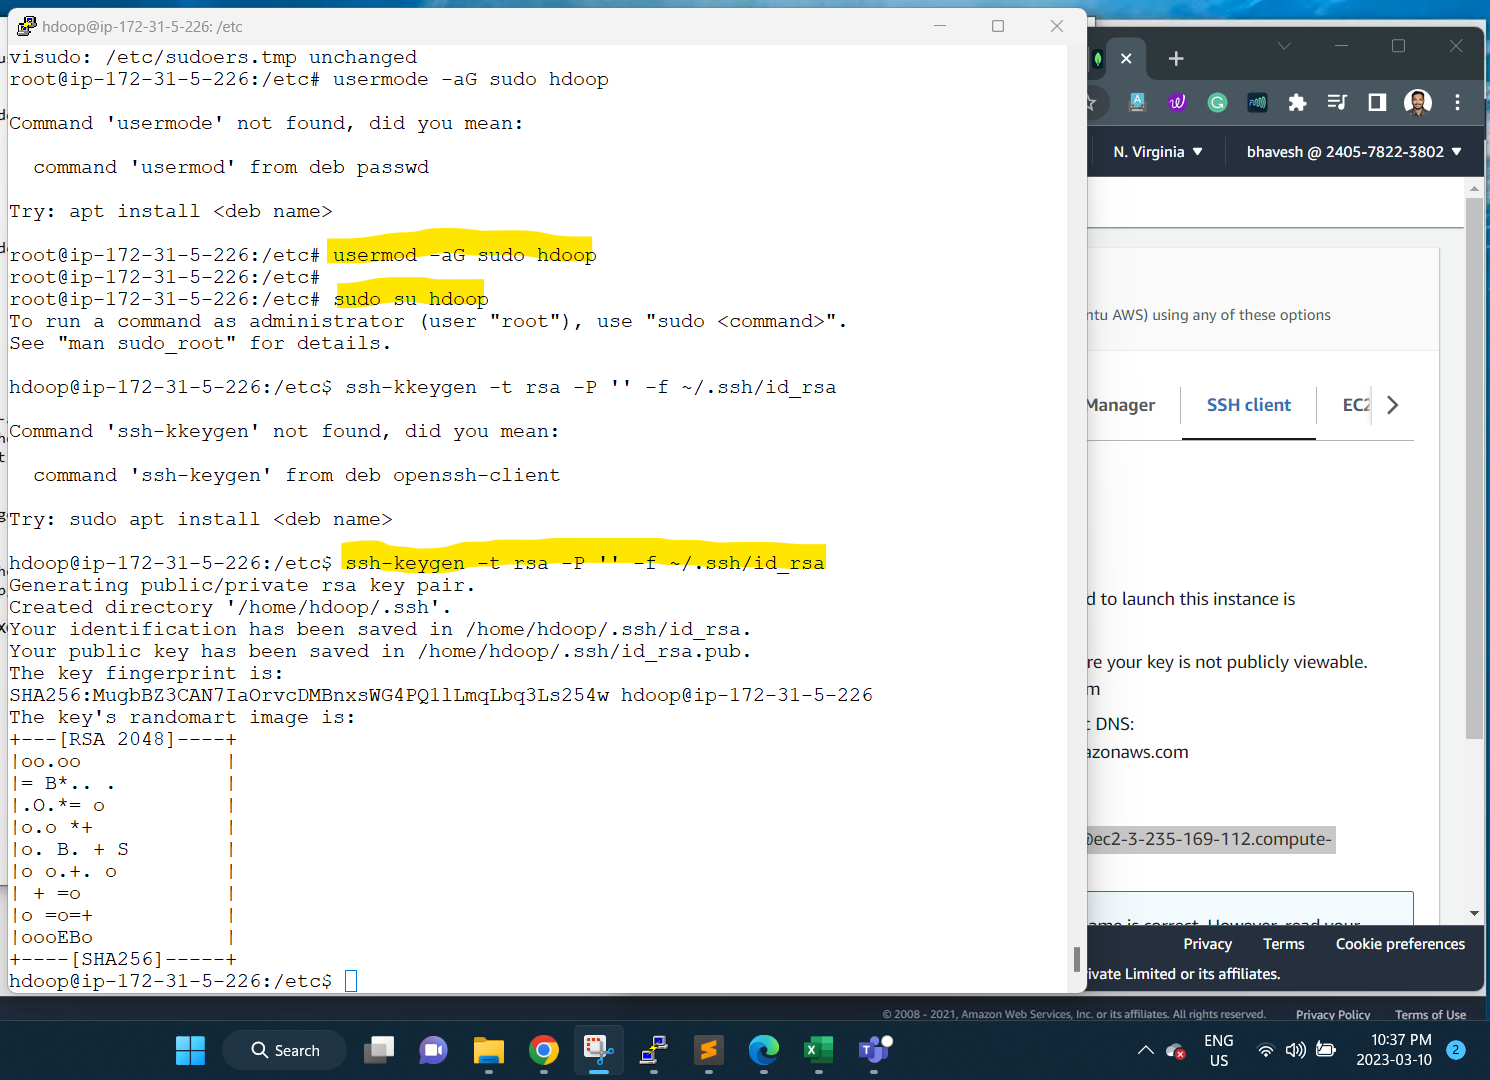 hdoop@ip-172-31-5-226: /etc
visudo: /etc/sudoers.tmp unchanged
root@ip-172-31-5-226:/etc# usermode -aG sudo hdoop
Command 'usermode' not found, did you mean:
command 'usermod' from deb passwd
Try: apt install <deb name>
root@ip-172-31-5-226:/etc# usermod -aG sudo hdoop
root@ip-172-31-5-226:/etc#
root@ip-172-31-5-226:/etc# sudo su hdoop
To run a command as administrator (user "root"), use "sudo <command>".
See "man sudo_root" for details.
hdoop@ip-172-31-5-226:/etc$ ssh-kkeygen -t rsa -P '' -f ~/.ssh/id_rsa
Command 'ssh-kkeygen' not found, did you mean:
command 'ssh-keygen' from deb openssh-client
Try: sudo apt install <deb name>
hdoop@ip-172-31-5-226:/etc$ ssh-keygen -t rsa -P '' -f ~/.ssh/id_rsa
Generating public/private rsa key pair.
Created directory '/home/hdoop/.ssh'.
Your identification has been saved in /home/hdoop/.ssh/id_rsa.
Your public key has been saved in /home/hdoop/.ssh/id_rsa.pub.
The key fingerprint is:
SHA256:MugbBZ3CAN7IaOrvcDMBnxsWG4PQ1lLmqLbq3Ls254w hdoop@ip-172-31-5-226
The key's randomart image is:
+---[RSA 2048]----+
|oo.oo            |
|= B*.. .         |
|.O.*= o          |
|o.o *+           |
|o. B. + S        |
|o o.+. o         |
| + =o            |
|o =o=+           |
|oooEBo           |
+----[SHA256]-----+
hdoop@ip-172-31-5-226:/etc$
N. Virginia ▼
bhavesh @ 2405-7822-3802 ▼
ntu AWS) using any of these options
Manager
SSH client
EC2
d to launch this instance is
re your key is not publicly viewable.
m
: DNS:
azonaws.com
@ec2-3-235-169-112.compute-
ame is correct. However, read your
Privacy
Terms
Cookie preferences
ivate Limited or its affiliates.
© 2008 - 2021, Amazon Web Services, Inc. or its affiliates. All rights reserved.
Privacy Policy
Terms of Use
Search
ENG
US
10:37 PM
2023-03-10
2